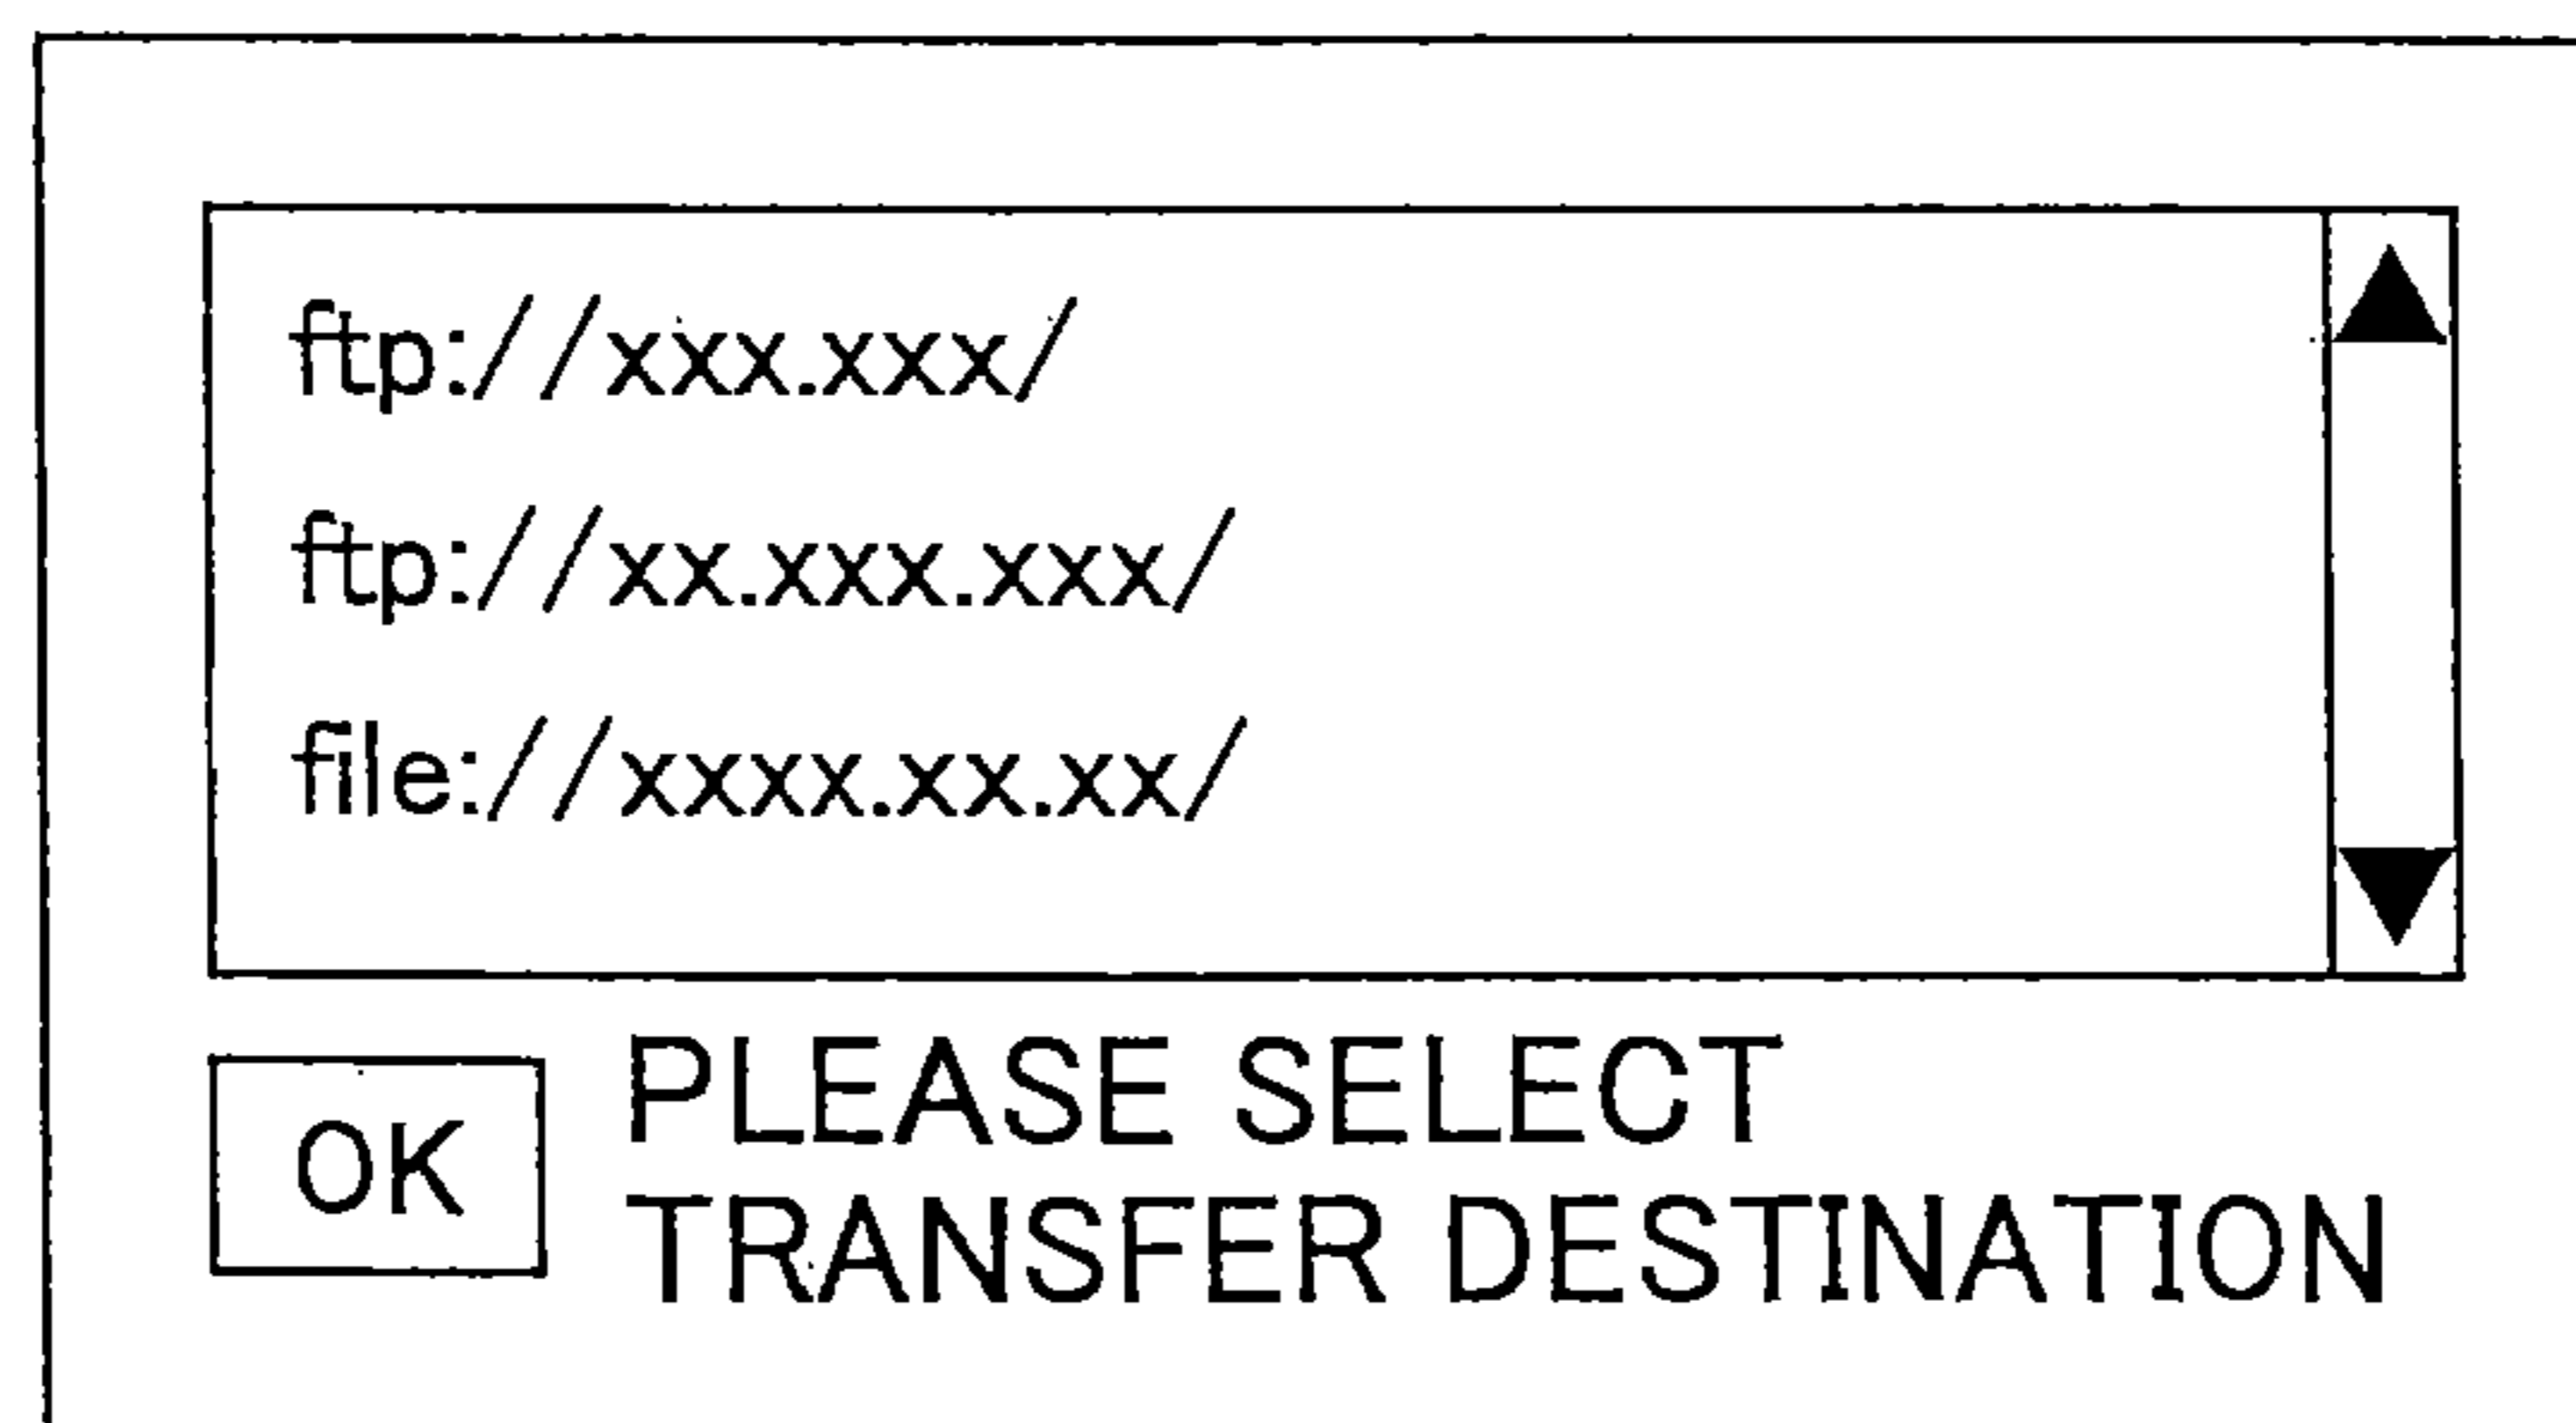 ftp://xxx.xxx/
ftp://xx.xxx.xxx/
file://xxxx.xx.xx/
OK
PLEASE SELECT
TRANSFER DESTINATION